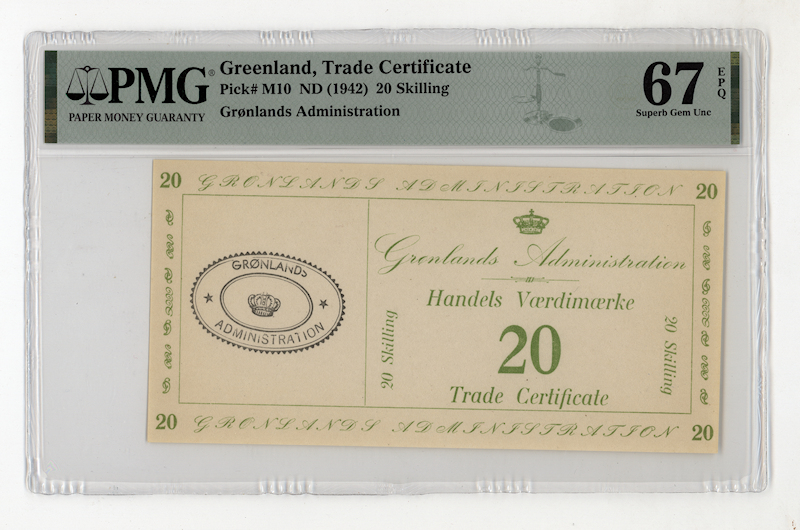 PMG®
PAPER MONEY GUARANTY
Greenland, Trade Certificate
Pick# M10 ND (1942) 20 Skilling
Grønlands Administration
67 EPQ
Superb Gem Unc
20 GRØNLANDS ADMINISTRATION 20
GRØNLANDS
ADMINISTRATION
Grønlands Administration
Handels Værdimærke
20 Skilling
20
20 Skilling
Trade Certificate
20 GRØNLANDS ADMINISTRATION 20